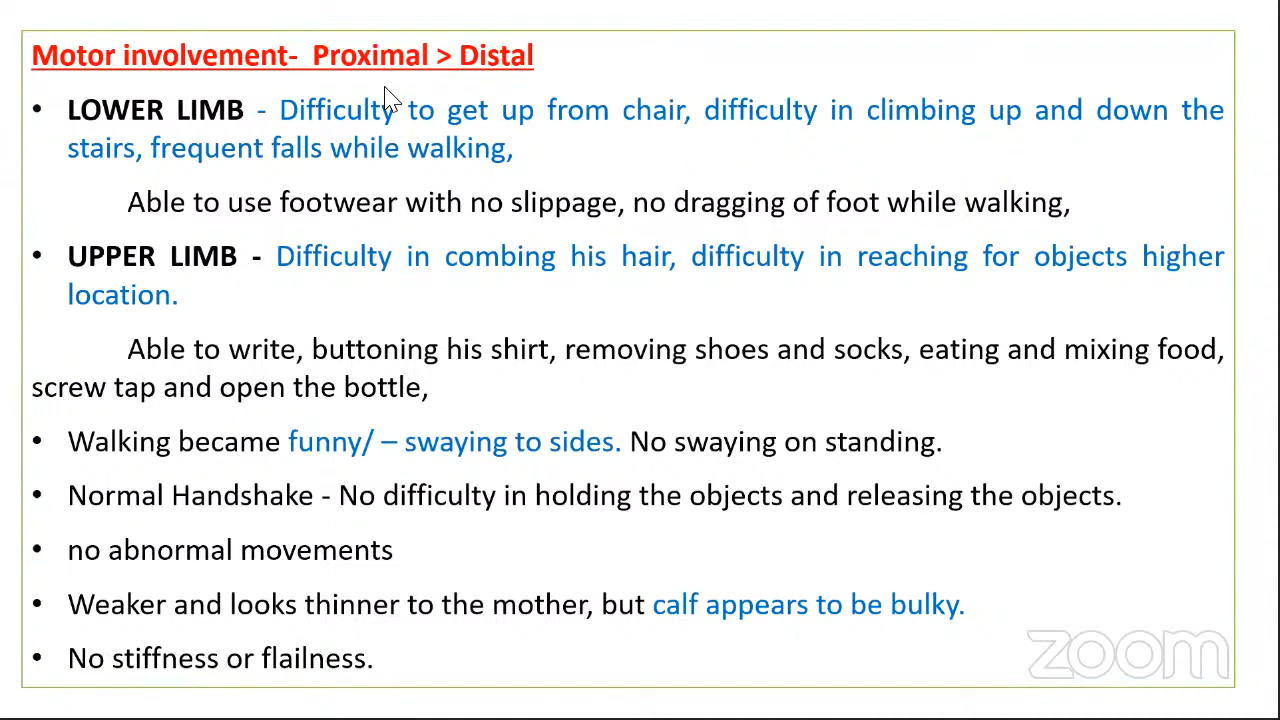 Motor involvement- Proximal > Distal
• LOWER LIMB - Difficulty to get up from chair, difficulty in climbing up and down the
stairs, frequent falls while walking,
Able to use footwear with no slippage, no dragging of foot while walking,
• UPPER LIMB - Difficulty in combing his hair, difficulty in reaching for objects higher
location.
Able to write, buttoning his shirt, removing shoes and socks, eating and mixing food,
screw tap and open the bottle,
• Walking became funny/ – swaying to sides. No swaying on standing.
• Normal Handshake - No difficulty in holding the objects and releasing the objects.
• no abnormal movements
• Weaker and looks thinner to the mother, but calf appears to be bulky.
• No stiffness or flailness.
zoom